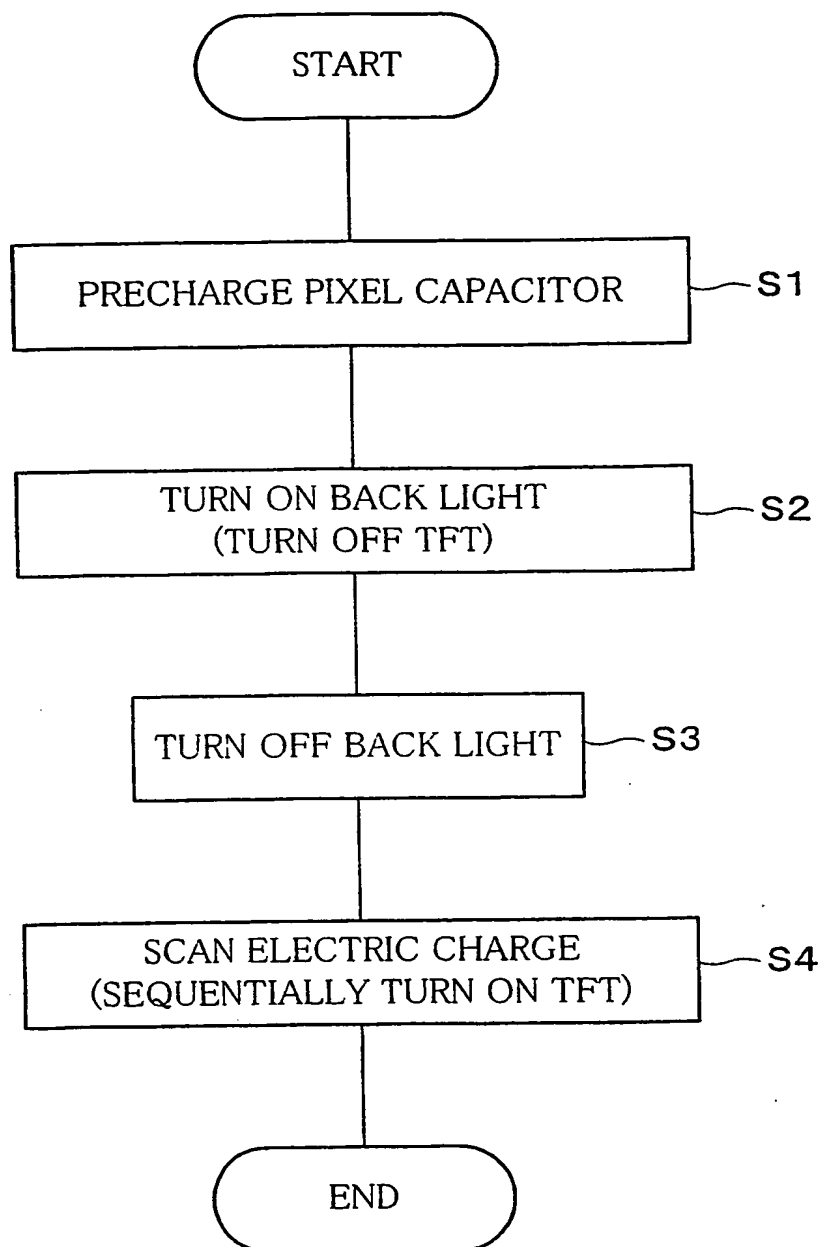 START
PRECHARGE PIXEL CAPACITOR
S1
TURN ON BACK LIGHT
(TURN OFF TFT)
S2
TURN OFF BACK LIGHT
S3
SCAN ELECTRIC CHARGE
(SEQUENTIALLY TURN ON TFT)
S4
END